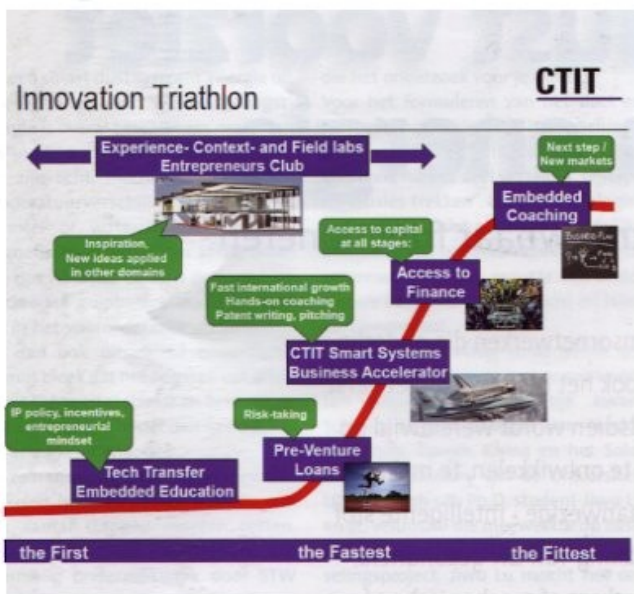 Innovation Triathlon
CTIT
Experience- Context- and Field labs
Entrepreneurs Club
Next step /
New markets
Embedded
Coaching
Inspiration,
New ideas applied
in other domains
Access to capital
at all stages:
Access to
Finance
Fast international growth
Hands-on coaching
Patent writing, pitching
CTIT Smart Systems
Business Accelerator
IP policy, incentives,
entrepreneurial
mindset
Risk-taking
Tech Transfer
Embedded Education
Pre-Venture
Loans
the First
the Fastest
the Fittest